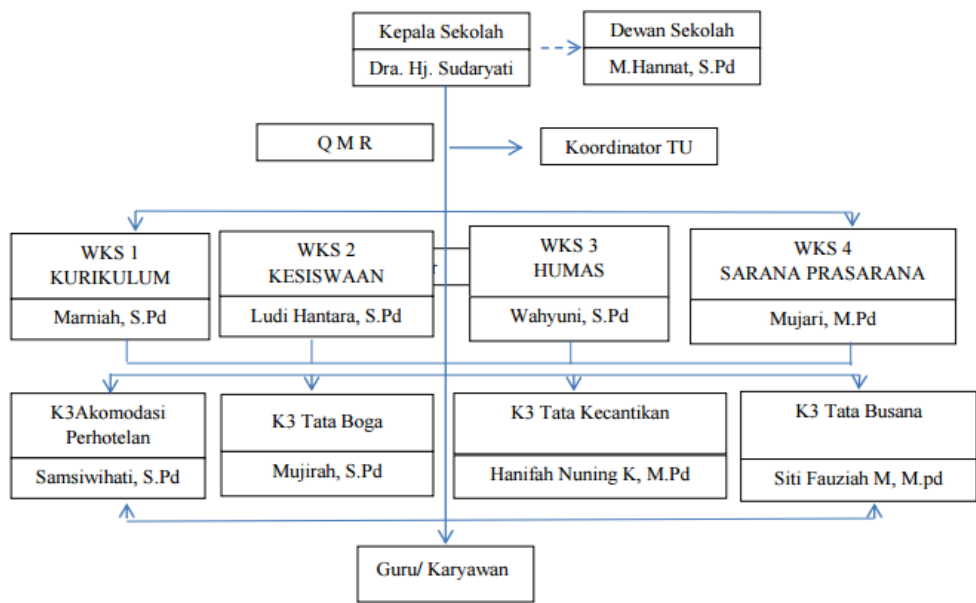 Kepala Sekolah
Dra. Hj. Sudaryati
Dewan Sekolah
M.Hannat, S.Pd
Q M R
Koordinator TU
WKS 1
KURIKULUM
Marniah, S.Pd
WKS 2
KESISWAAN
Ludi Hantara, S.Pd
r
WKS 3
HUMAS
Wahyuni, S.Pd
WKS 4
SARANA PRASARANA
Mujari, M.Pd
K3Akomodasi
Perhotelan
Samsiwihati, S.Pd
K3 Tata Boga
Mujirah, S.Pd
K3 Tata Kecantikan
Hanifah Nuning K, M.Pd
K3 Tata Busana
Siti Fauziah M, M.pd
Guru/ Karyawan